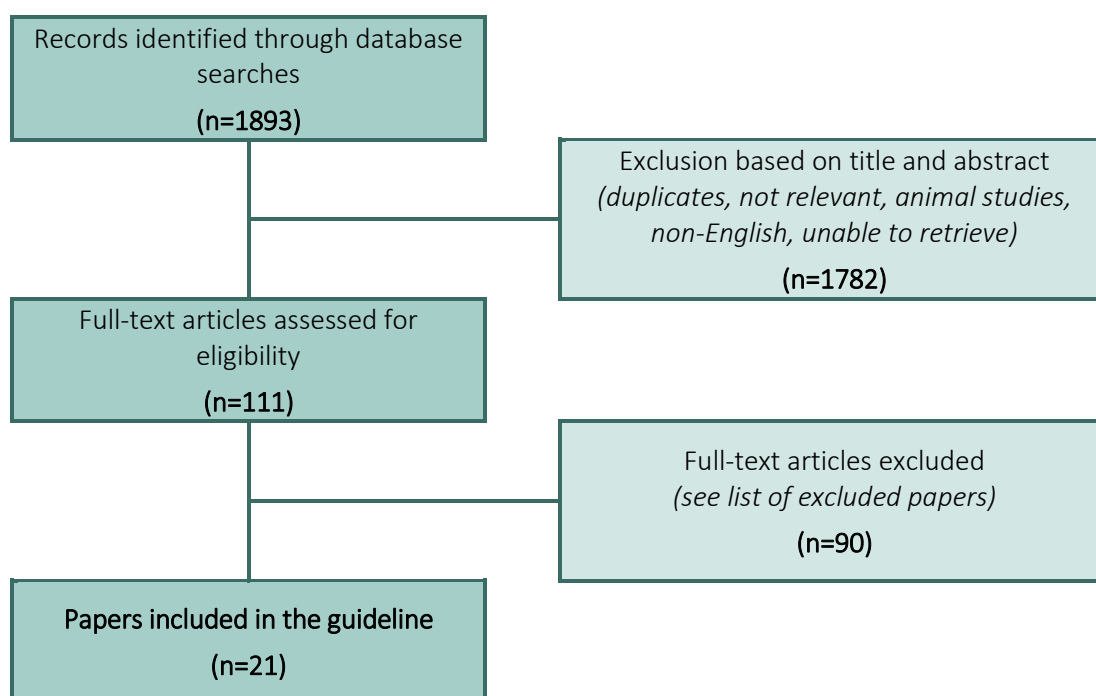 Records identified through database
searches
(n=1893)
Exclusion based on title and abstract
(duplicates, not relevant, animal studies,
non-English, unable to retrieve)
(n=1782)
Full-text articles assessed for
eligibility
(n=111)
Full-text articles excluded
(see list of excluded papers)
(n=90)
Papers included in the guideline
(n=21)